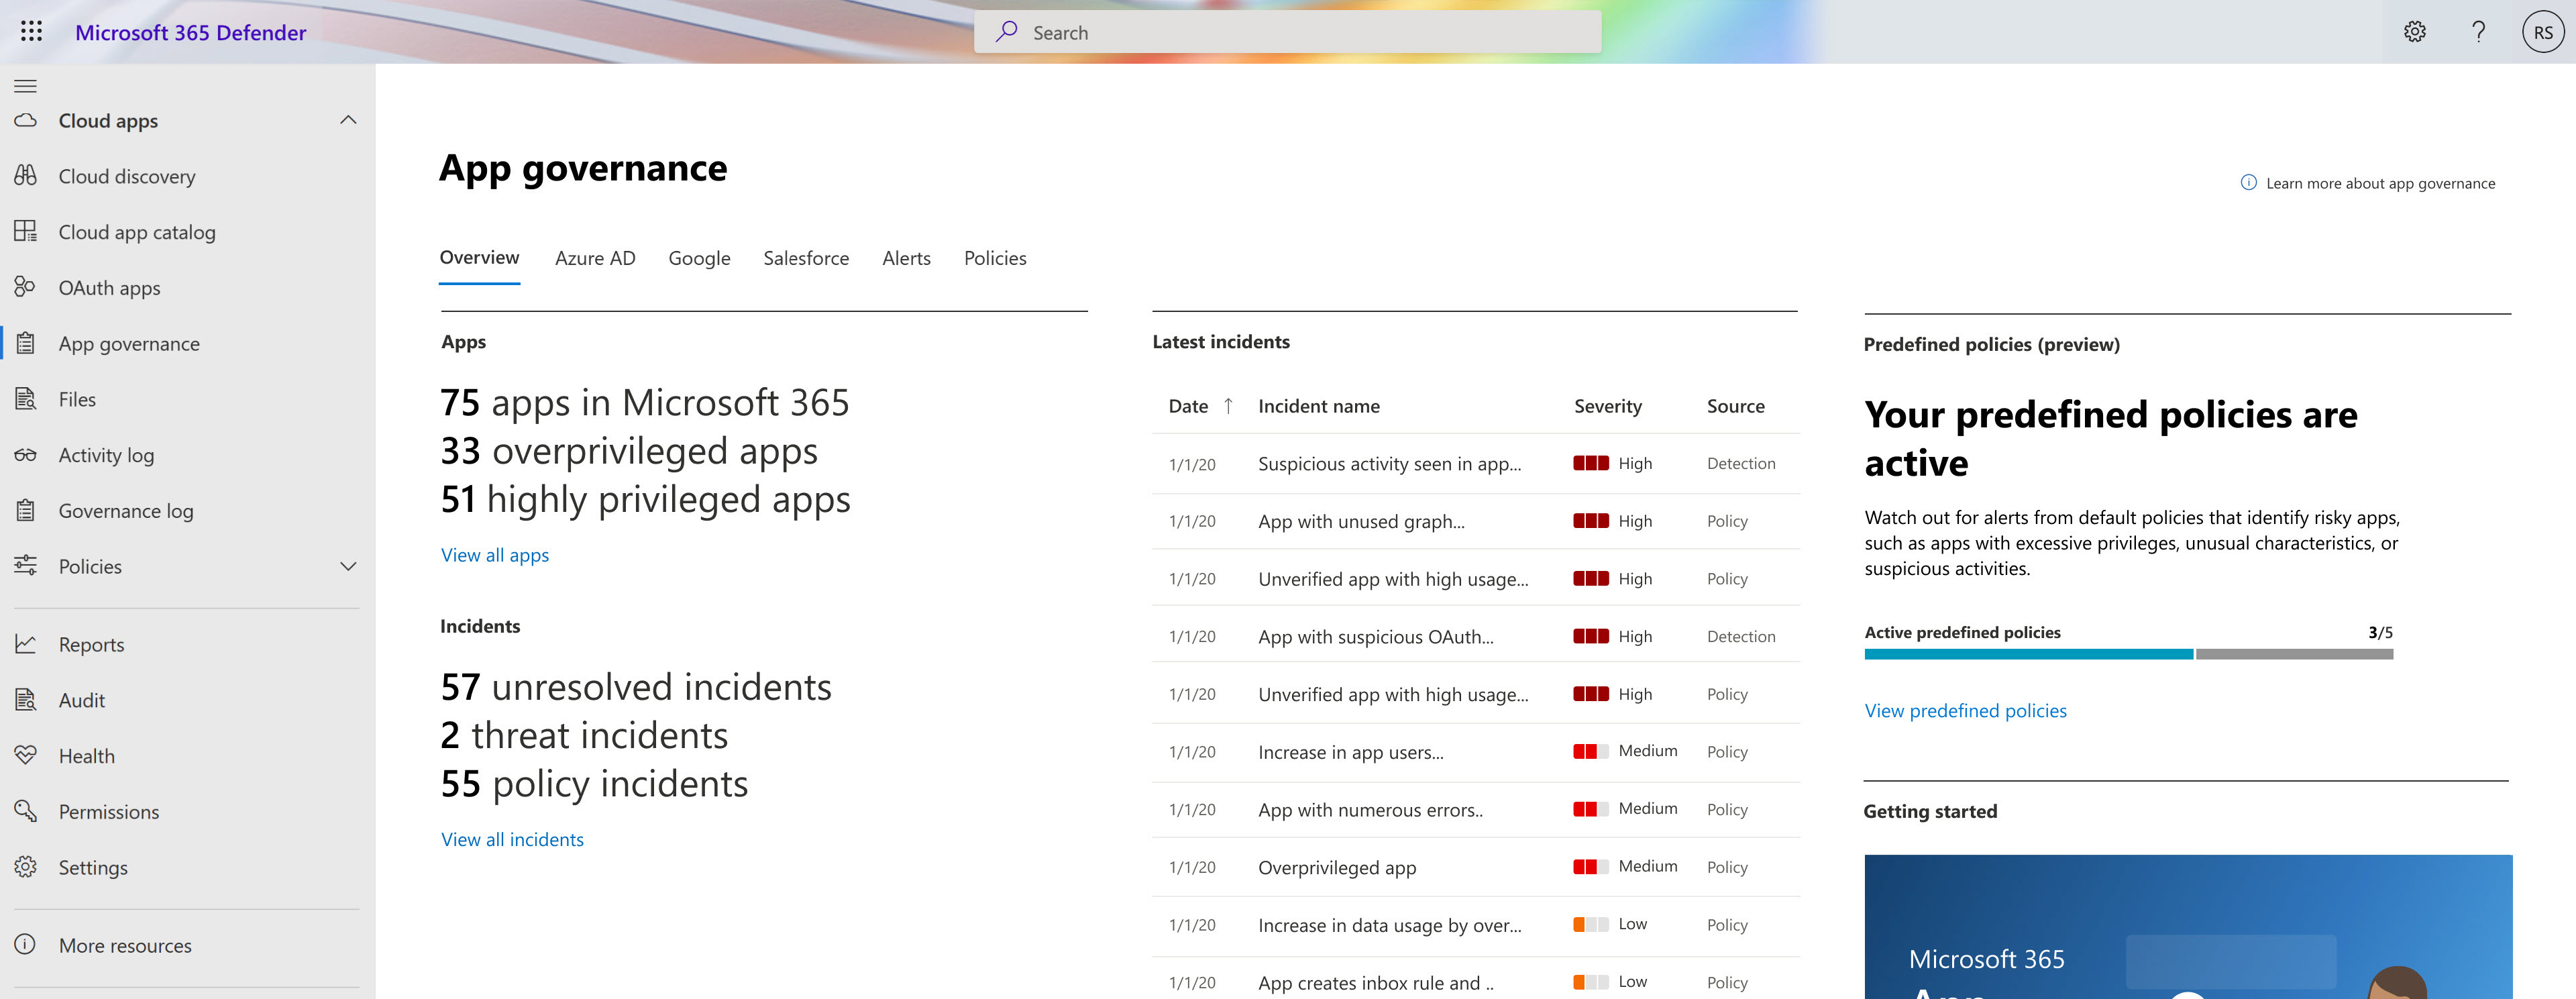 Microsoft 365 Defender
Search
RS
Cloud apps
Cloud discovery
Cloud app catalog
OAuth apps
App governance
Files
Activity log
Governance log
Policies
Reports
Audit
Health
Permissions
Settings
More resources
App governance
Learn more about app governance
Overview Azure AD Google Salesforce Alerts Policies
Apps
75 apps in Microsoft 365
33 overprivileged apps
51 highly privileged apps
View all apps
Incidents
57 unresolved incidents
2 threat incidents
55 policy incidents
View all incidents
Latest incidents
Date ↑ Incident name Severity Source
1/1/20 Suspicious activity seen in app... High Detection
1/1/20 App with unused graph... High Policy
1/1/20 Unverified app with high usage... High Policy
1/1/20 App with suspicious OAuth... High Detection
1/1/20 Unverified app with high usage... High Policy
1/1/20 Increase in app users... Medium Policy
1/1/20 App with numerous errors.. Medium Policy
1/1/20 Overprivileged app Medium Policy
1/1/20 Increase in data usage by over... Low Policy
1/1/20 App creates inbox rule and .. Low Policy
Predefined policies (preview)
Your predefined policies are
active
Watch out for alerts from default policies that identify risky apps,
such as apps with excessive privileges, unusual characteristics, or
suspicious activities.
Active predefined policies 3/5
View predefined policies
Getting started
Microsoft 365